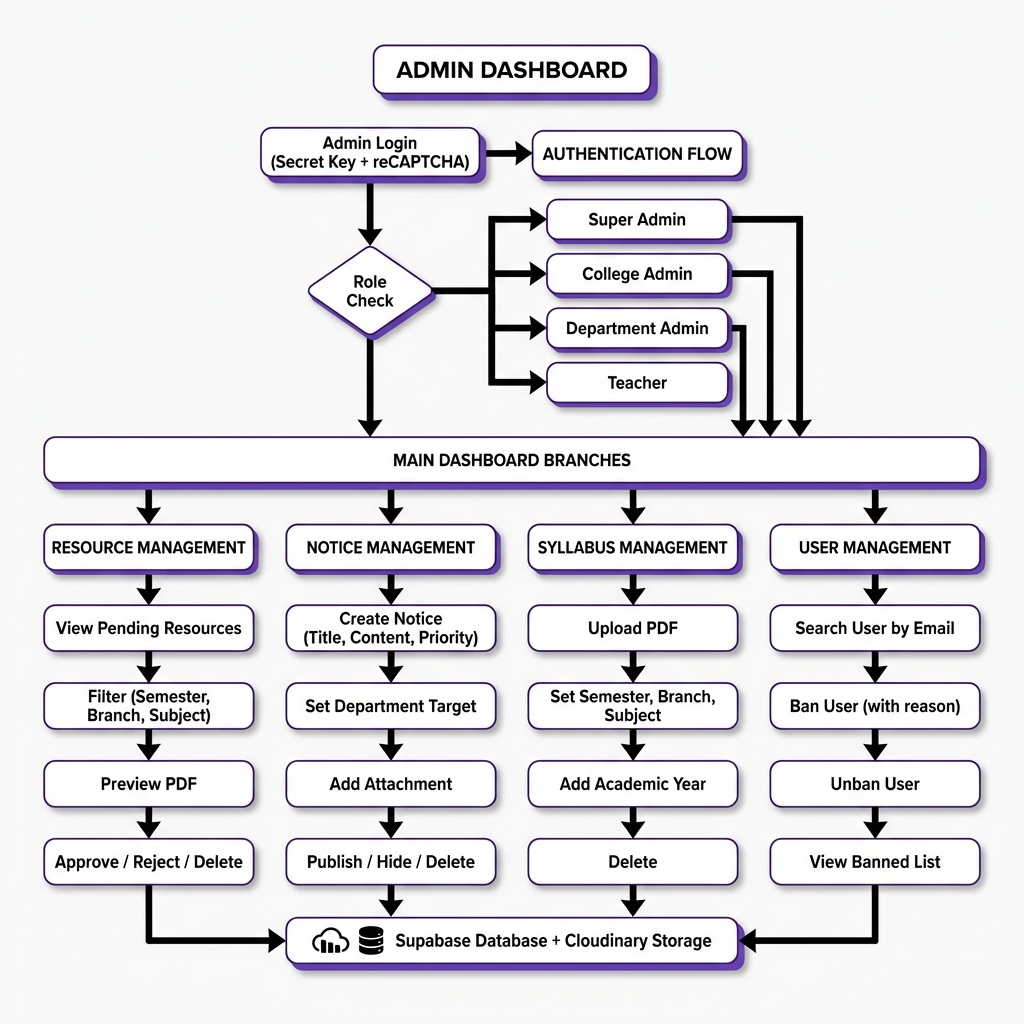 ADMIN DASHBOARD
Admin Login
(Secret Key + reCAPTCHA)
AUTHENTICATION FLOW
Role
Check
Super Admin
College Admin
Department Admin
Teacher
MAIN DASHBOARD BRANCHES
RESOURCE MANAGEMENT
View Pending Resources
Filter (Semester,
Branch, Subject)
Preview PDF
Approve / Reject / Delete
NOTICE MANAGEMENT
Create Notice
(Title, Content, Priority)
Set Department Target
Add Attachment
Publish / Hide / Delete
SYLLABUS MANAGEMENT
Upload PDF
Set Semester, Branch,
Subject
Add Academic Year
Delete
USER MANAGEMENT
Search User by Email
Ban User (with reason)
Unban User
View Banned List
Supabase Database + Cloudinary Storage